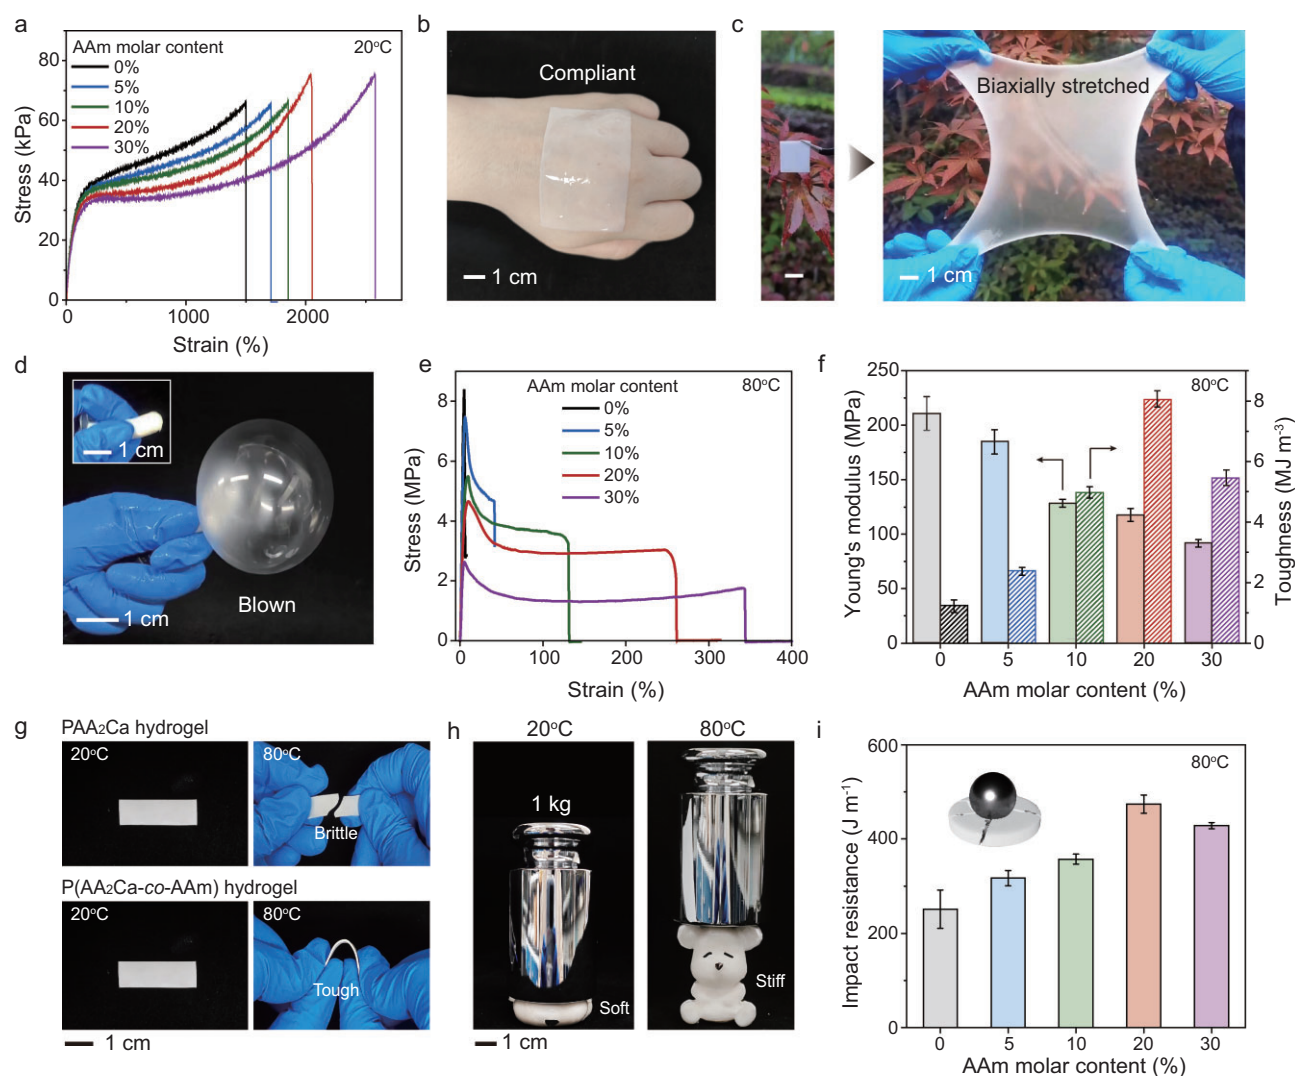 a
AAm molar content
20°C
0%
5%
10%
20%
30%
80
60
40
20
0
Stress (kPa)
0
1000
2000
Strain (%)
b
Compliant
1 cm
c
Biaxially stretched
1 cm
d
1 cm
Blown
1 cm
e
AAm molar content
80°C
0%
5%
10%
20%
30%
8
6
4
2
0
Stress (MPa)
0
100
200
300
400
Strain (%)
f
80°C
250
200
150
100
50
0
Young's modulus (MPa)
8
6
4
2
0
Toughness (MJ m⁻³)
0
5
10
20
30
AAm molar content (%)
g
PAA₂Ca hydrogel
20°C
80°C
Brittle
P(AA₂Ca-co-AAm) hydrogel
20°C
80°C
Tough
1 cm
h
20°C
80°C
1 kg
Soft
Stiff
1 cm
i
80°C
600
400
200
0
Impact resistance (J m⁻¹)
0
5
10
20
30
AAm molar content (%)